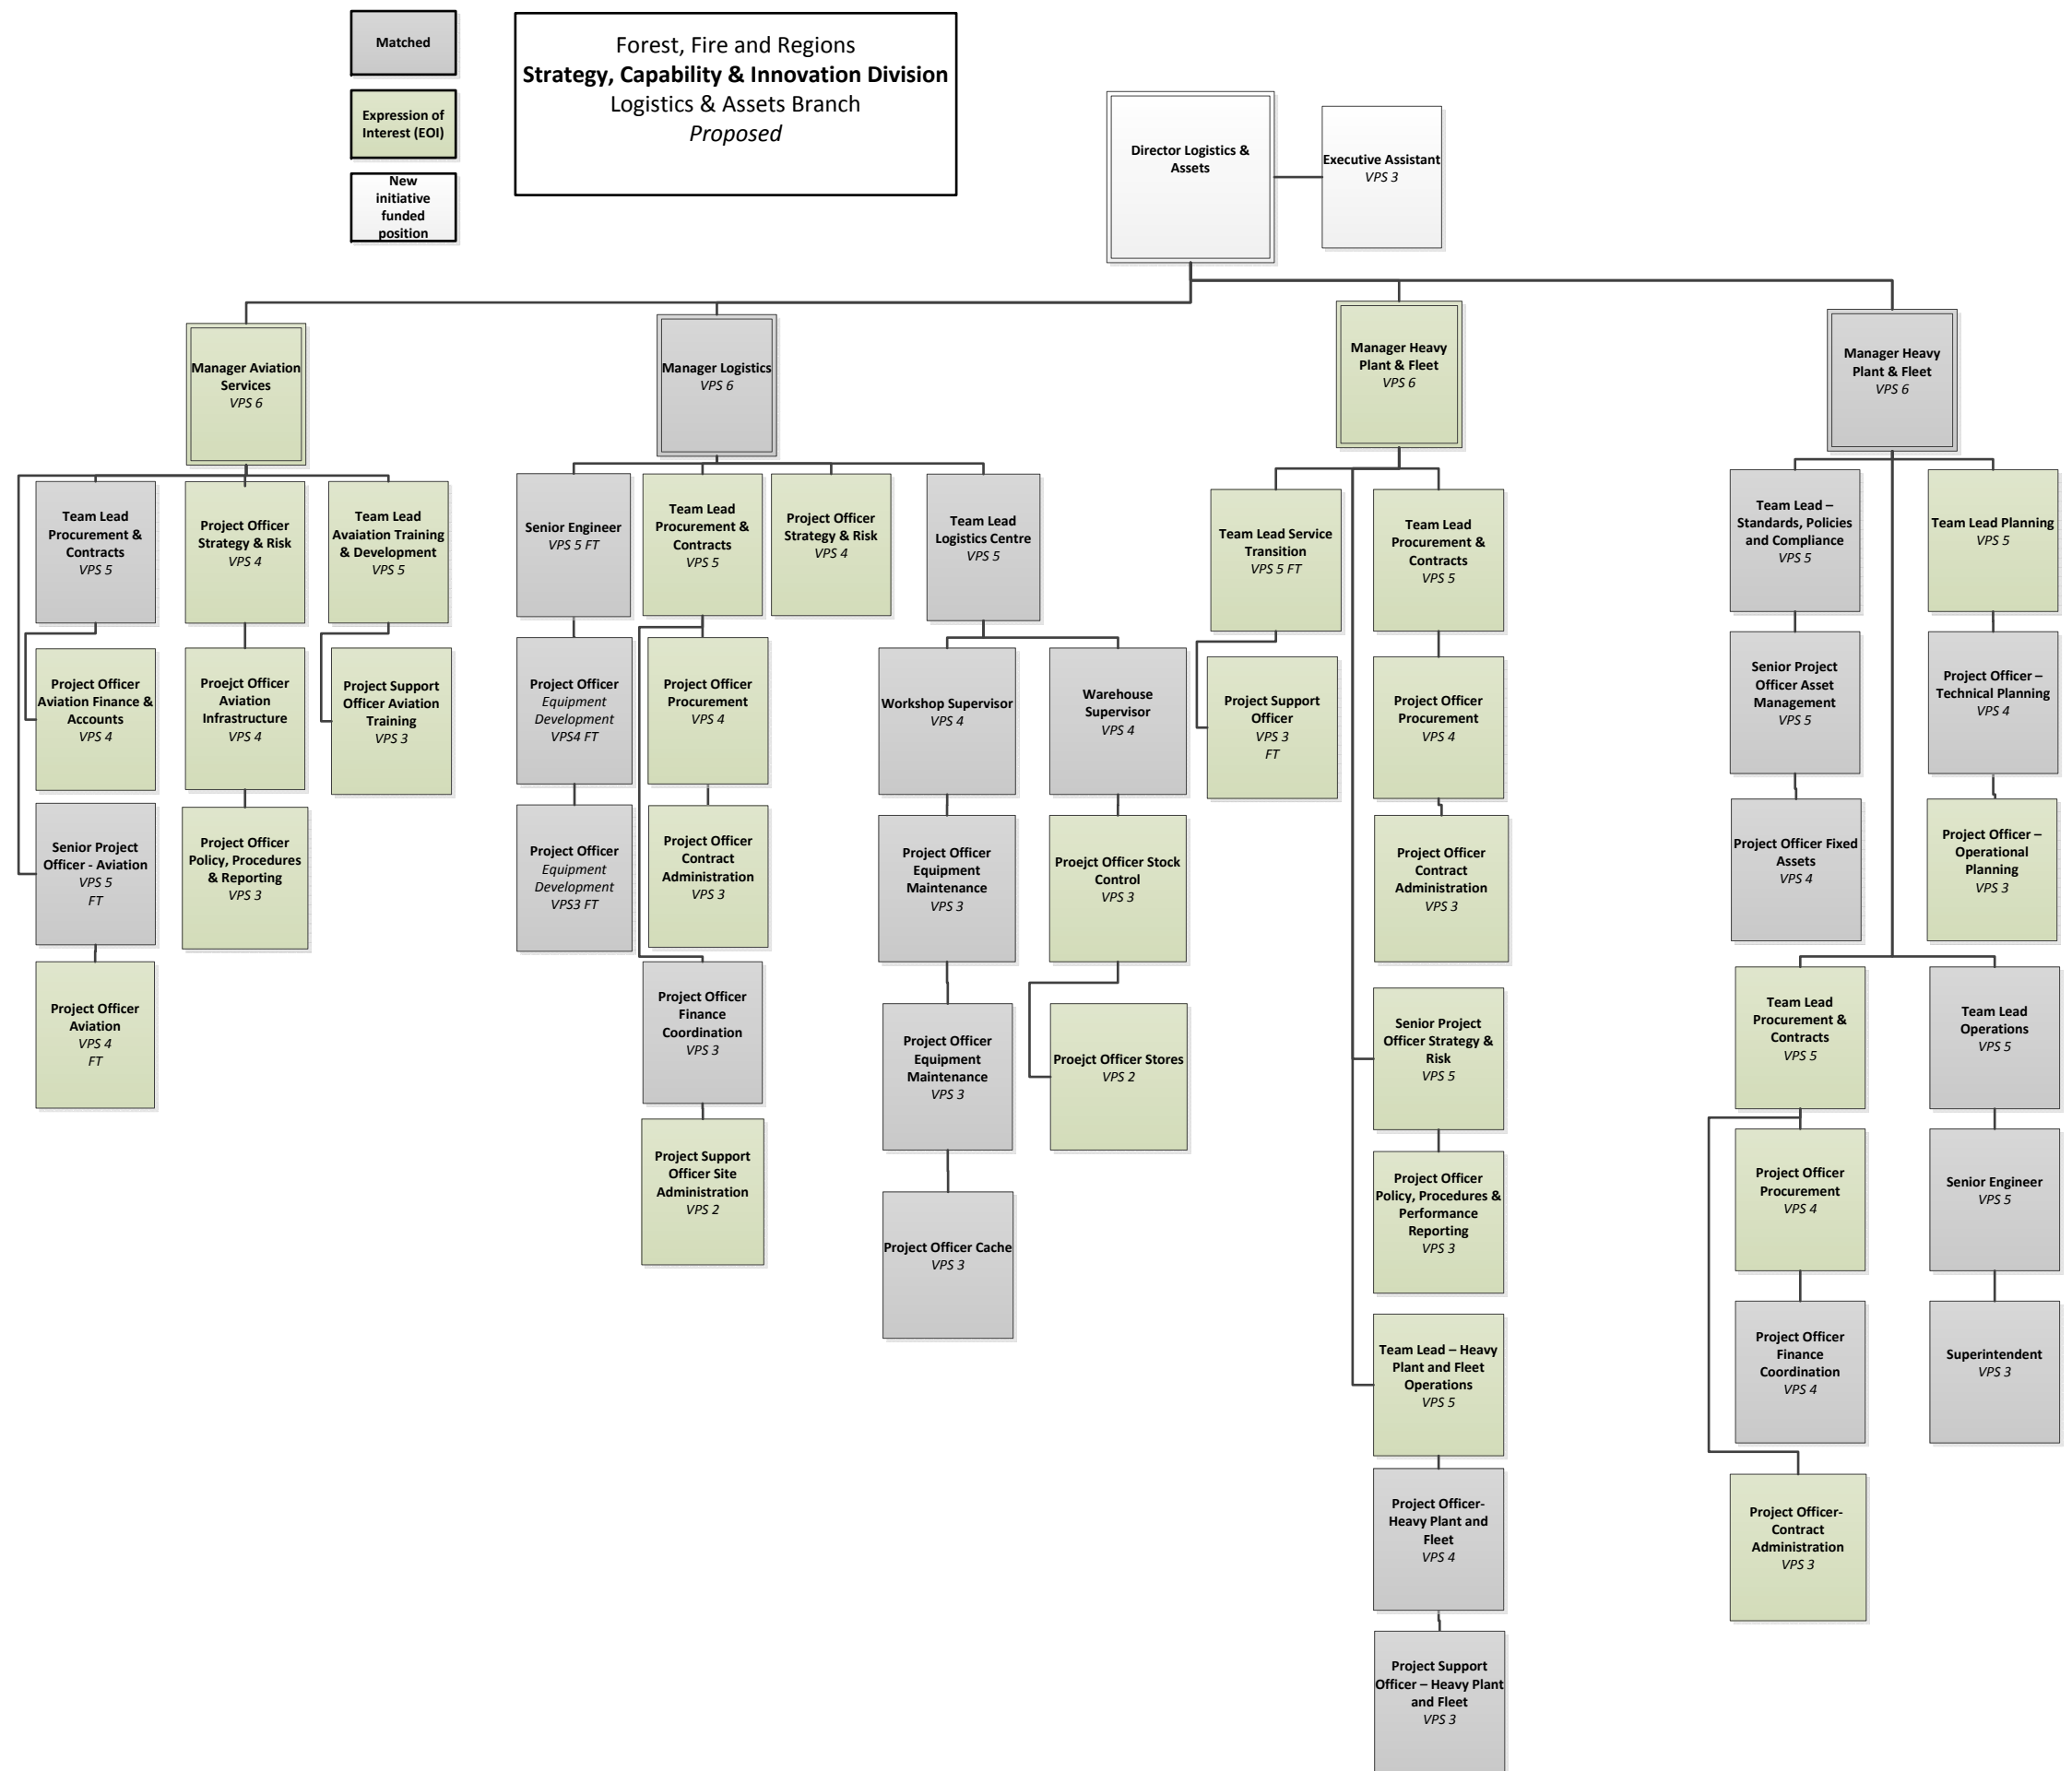 Matched
Expression of
Interest (EOI)
New
initiative
funded
position
Forest, Fire and Regions
Strategy, Capability & Innovation Division
Logistics & Assets Branch
Proposed
Director Logistics &
Assets
Executive Assistant
VPS 3
Manager Aviation
Services
VPS 6
Manager Logistics
VPS 6
Manager Heavy
Plant & Fleet
VPS 6
Manager Heavy
Plant & Fleet
VPS 6
Team Lead
Procurement &
Contracts
VPS 5
Project Officer
Strategy & Risk
VPS 4
Team Lead
Avaiation Training
& Development
VPS 5
Project Officer
Aviation Finance &
Accounts
VPS 4
Proejct Officer
Aviation
Infrastructure
VPS 4
Project Support
Officer Aviation
Training
VPS 3
Senior Project
Officer - Aviation
VPS 5
FT
Project Officer
Policy, Procedures
& Reporting
VPS 3
Project Officer
Aviation
VPS 4
FT
Senior Engineer
VPS 5 FT
Team Lead
Procurement &
Contracts
VPS 5
Project Officer
Strategy & Risk
VPS 4
Team Lead
Logistics Centre
VPS 5
Project Officer
Equipment
Development
VPS4 FT
Project Officer
Procurement
VPS 4
Workshop Supervisor
VPS 4
Warehouse
Supervisor
VPS 4
Project Officer
Equipment
Development
VPS3 FT
Project Officer
Contract
Administration
VPS 3
Project Officer
Equipment
Maintenance
VPS 3
Proejct Officer Stock
Control
VPS 3
Project Officer
Finance
Coordination
VPS 3
Project Officer
Equipment
Maintenance
VPS 3
Proejct Officer Stores
VPS 2
Project Support
Officer Site
Administration
VPS 2
Project Officer Cache
VPS 3
Team Lead Service
Transition
VPS 5 FT
Team Lead
Procurement &
Contracts
VPS 5
Project Support
Officer
VPS 3
FT
Project Officer
Procurement
VPS 4
Project Officer
Contract
Administration
VPS 3
Senior Project
Officer Strategy &
Risk
VPS 5
Project Officer
Policy, Procedures &
Performance
Reporting
VPS 3
Team Lead – Heavy
Plant and Fleet
Operations
VPS 5
Project Officer-
Heavy Plant and
Fleet
VPS 4
Project Support
Officer – Heavy Plant
and Fleet
VPS 3
Team Lead –
Standards, Policies
and Compliance
VPS 5
Team Lead Planning
VPS 5
Senior Project
Officer Asset
Management
VPS 5
Project Officer –
Technical Planning
VPS 4
Project Officer Fixed
Assets
VPS 4
Project Officer –
Operational
Planning
VPS 3
Team Lead
Procurement &
Contracts
VPS 5
Team Lead
Operations
VPS 5
Project Officer
Procurement
VPS 4
Senior Engineer
VPS 5
Project Officer
Finance
Coordination
VPS 4
Superintendent
VPS 3
Project Officer-
Contract
Administration
VPS 3